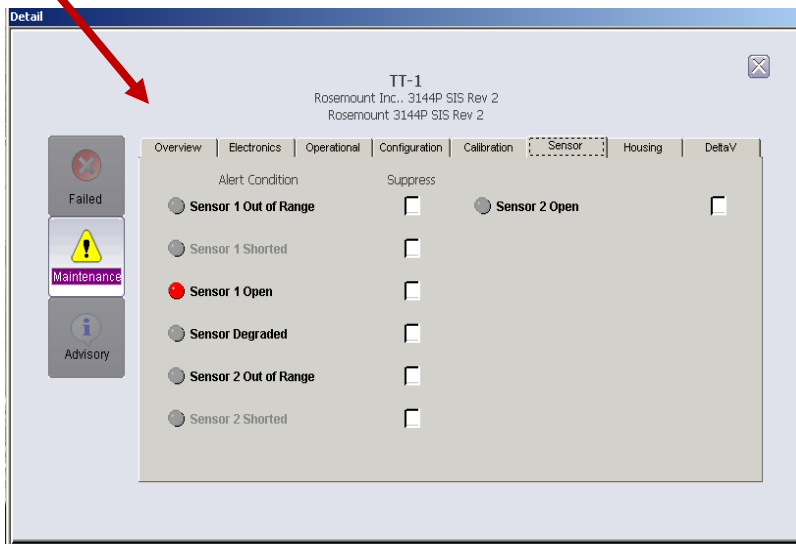 Detail
TT-1
Rosemount Inc.. 3144P SIS Rev 2
Rosemount 3144P SIS Rev 2
Overview Electronics Operational Configuration Calibration Sensor Housing DeltaV
Failed
Maintenance
Advisory
Alert Condition Suppress
Sensor 1 Out of Range Sensor 2 Open
Sensor 1 Shorted
Sensor 1 Open
Sensor Degraded
Sensor 2 Out of Range
Sensor 2 Shorted